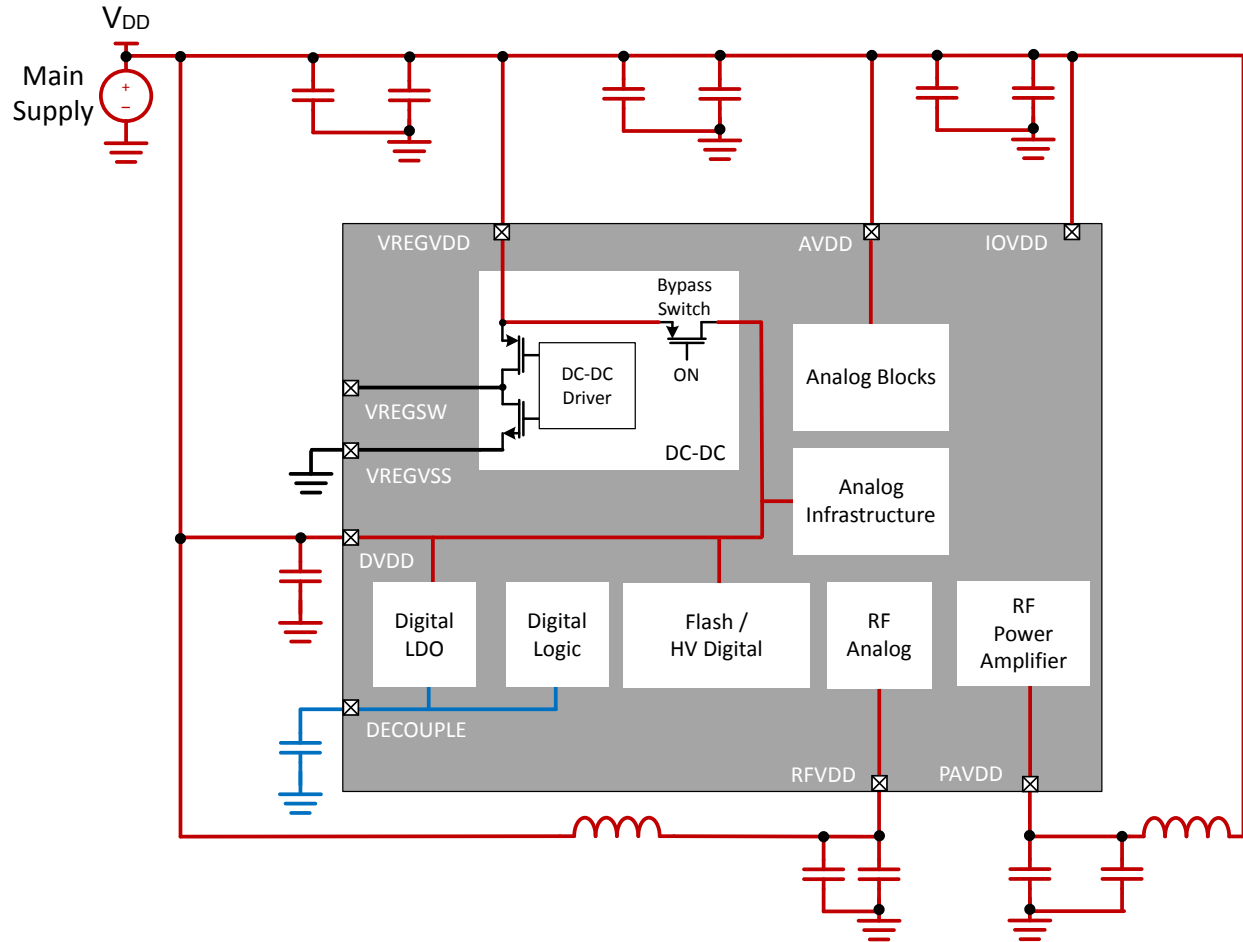 VDD
Main
Supply
+
–
VREGVDD
AVDD
IOVDD
Bypass
Switch
ON
DC-DC
Driver
DC-DC
Analog Blocks
VREGSW
VREGVSS
Analog
Infrastructure
DVDD
Digital
LDO
Digital
Logic
Flash /
HV Digital
RF
Analog
RF
Power
Amplifier
DECOUPLE
RFVDD
PAVDD